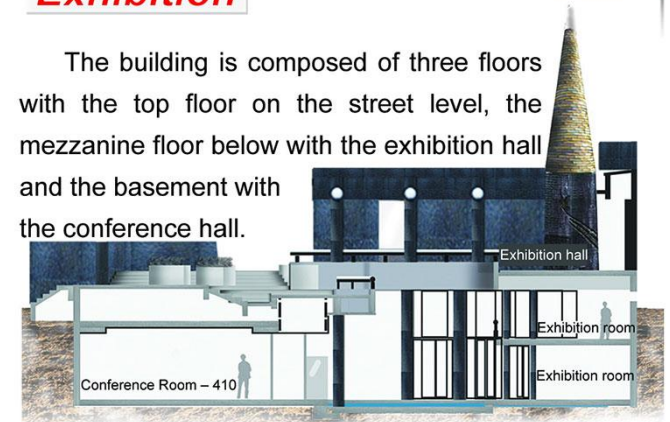 Exhibition
The building is composed of three floors
with the top floor on the street level, the
mezzanine floor below with the exhibition hall
and the basement with
the conference hall.
Exhibition hall
Exhibition room
Exhibition room
Conference Room – 410